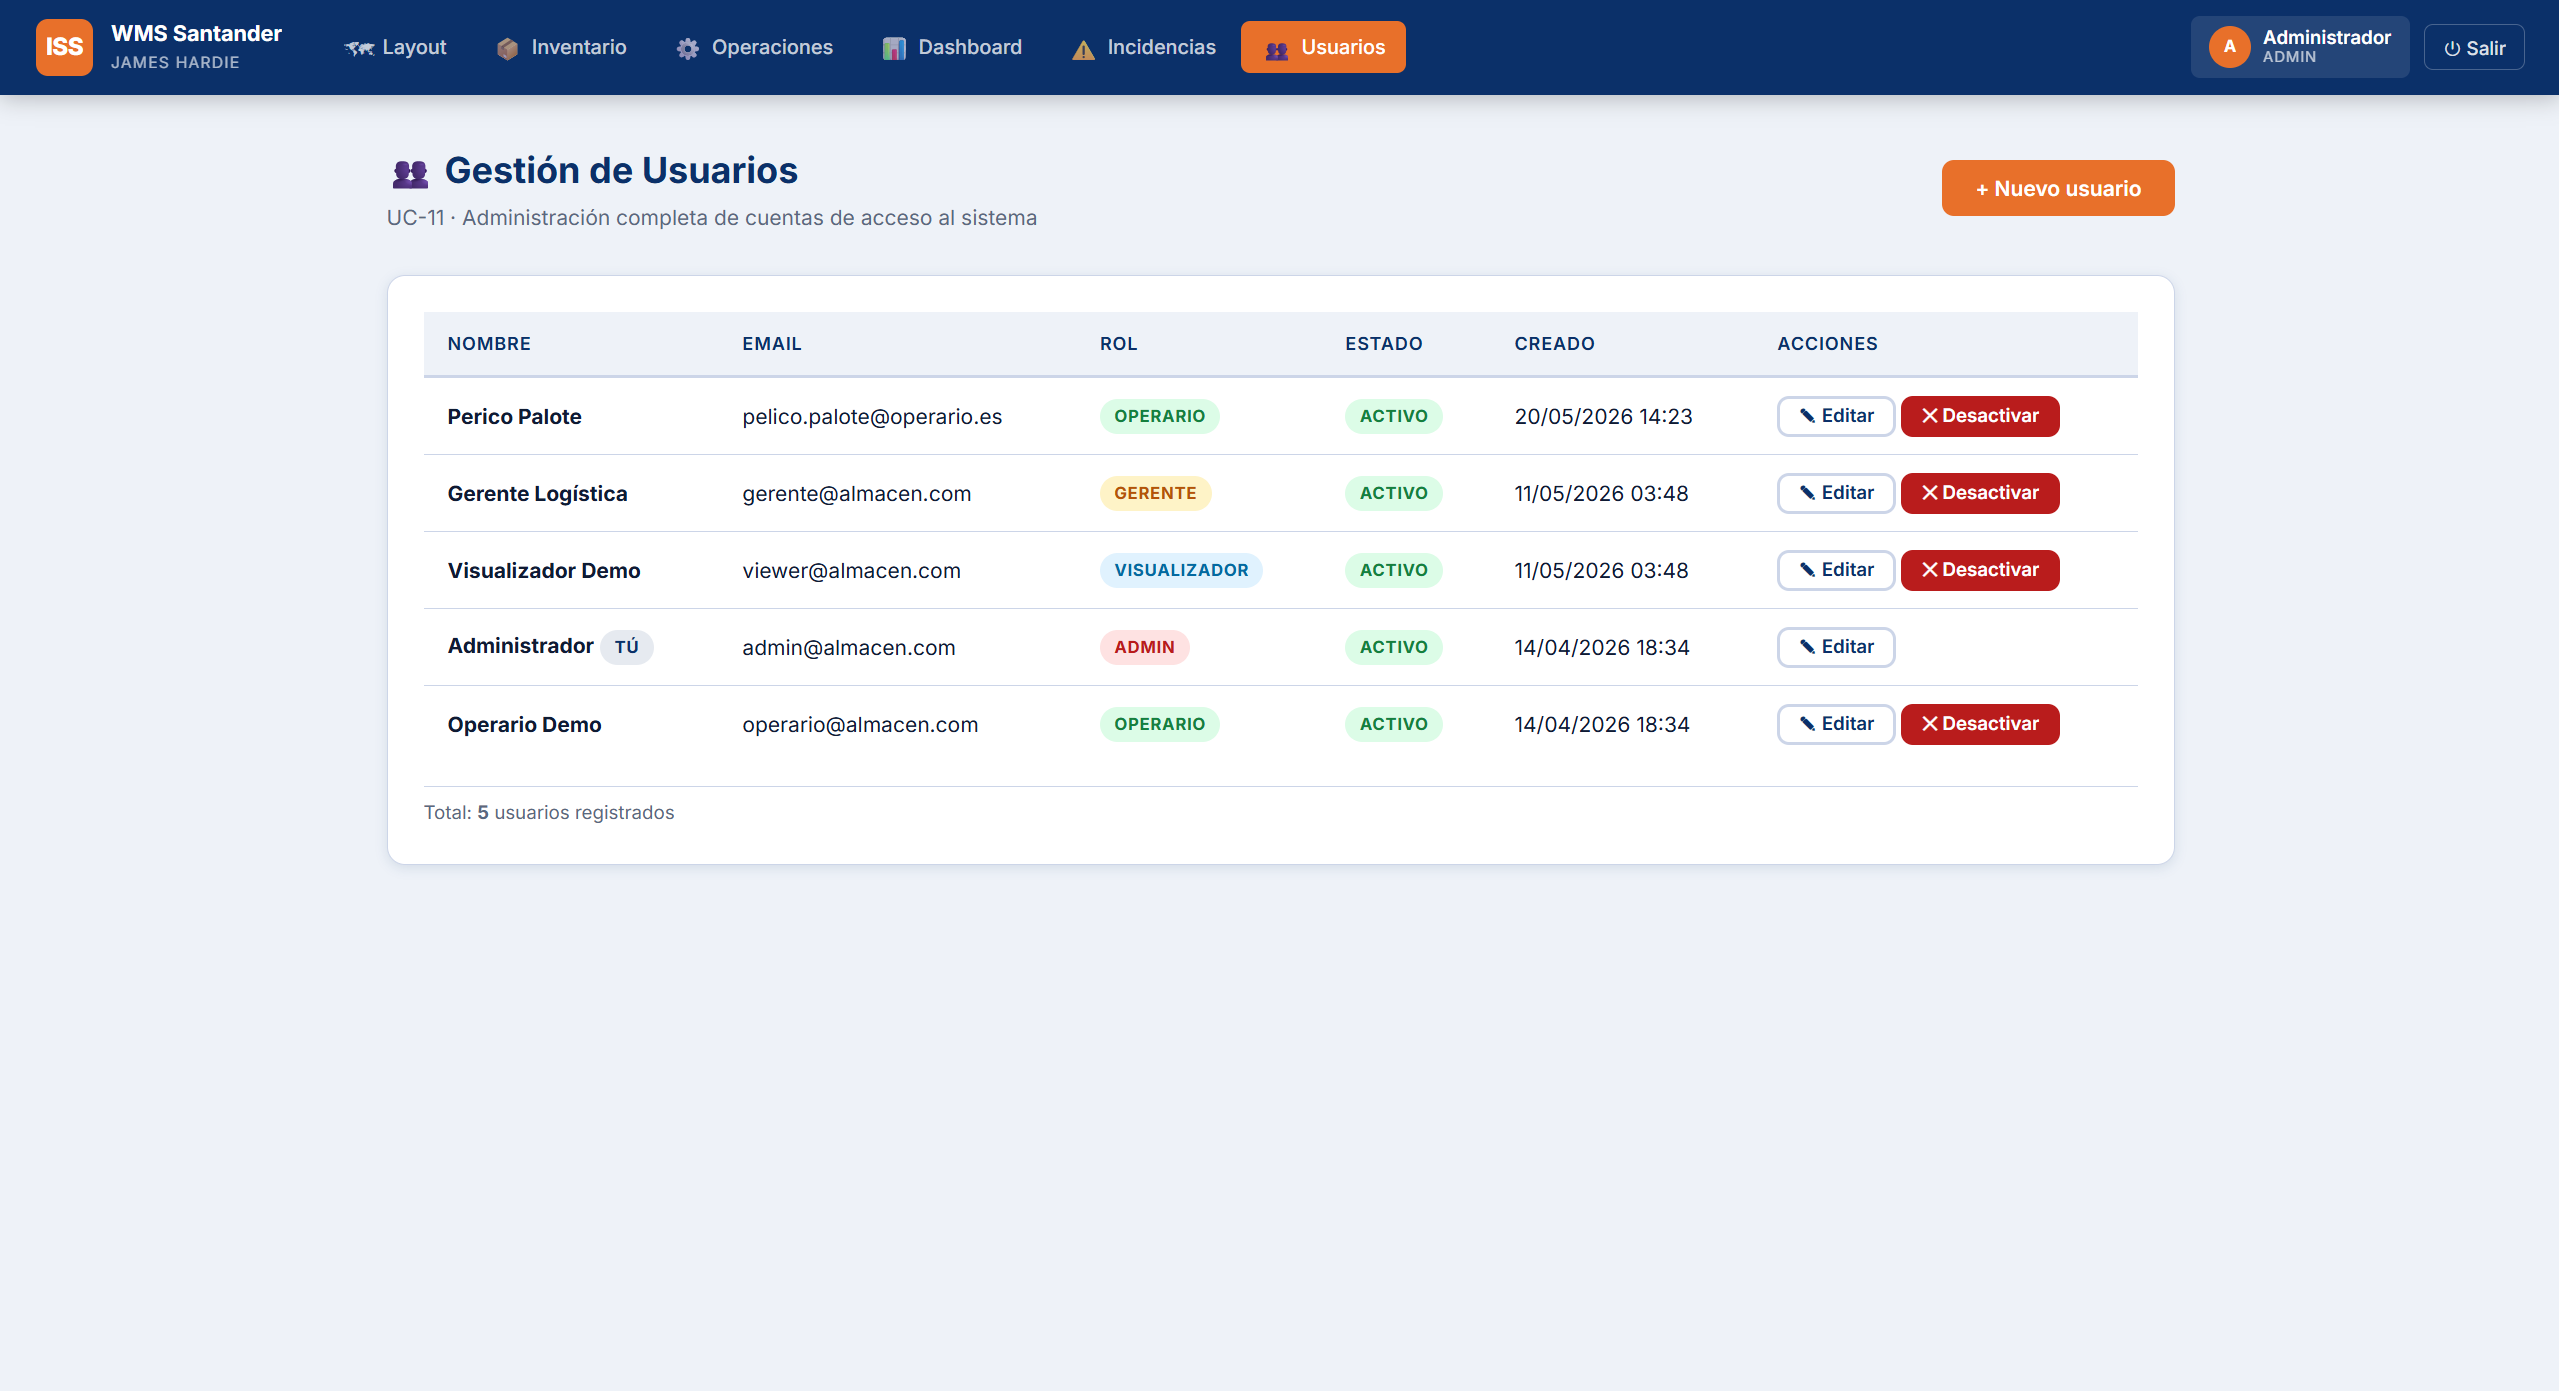 ISS WMS Santander
JAMES HARDIE
Layout Inventario Operaciones Dashboard Incidencias Usuarios
A Administrador
ADMIN
Salir
Gestión de Usuarios
UC-11 · Administración completa de cuentas de acceso al sistema
+ Nuevo usuario
NOMBRE EMAIL ROL ESTADO CREADO ACCIONES
Perico Palote pelico.palote@operario.es OPERARIO ACTIVO 20/05/2026 14:23 Editar Desactivar
Gerente Logística gerente@almacen.com GERENTE ACTIVO 11/05/2026 03:48 Editar Desactivar
Visualizador Demo viewer@almacen.com VISUALIZADOR ACTIVO 11/05/2026 03:48 Editar Desactivar
Administrador TÚ admin@almacen.com ADMIN ACTIVO 14/04/2026 18:34 Editar
Operario Demo operario@almacen.com OPERARIO ACTIVO 14/04/2026 18:34 Editar Desactivar
Total: 5 usuarios registrados